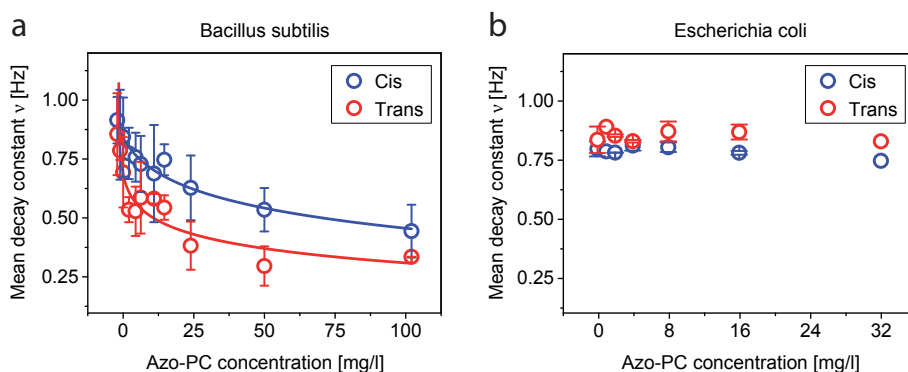 a
Bacillus subtilis
Mean decay constant ν [Hz]
1.00
0.75
0.50
0.25
Cis
Trans
0
25
50
75
100
Azo-PC concentration [mg/l]
b
Escherichia coli
Mean decay constant ν [Hz]
1.00
0.75
0.50
0.25
Cis
Trans
0
8
16
24
32
Azo-PC concentration [mg/l]